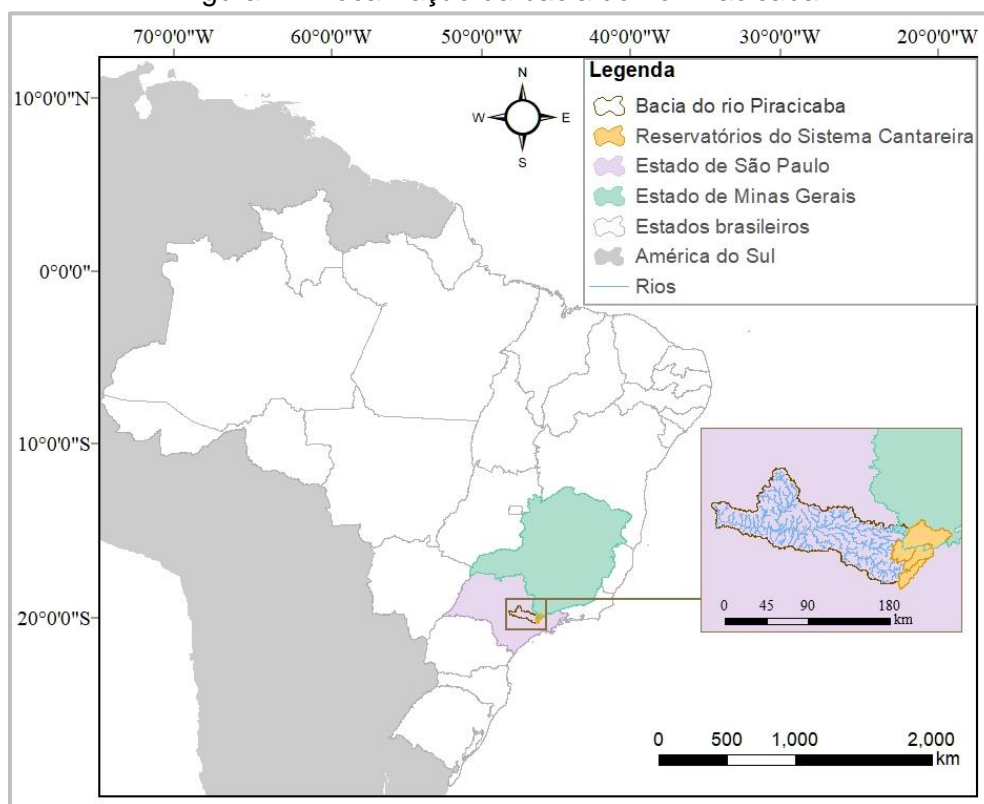 70°0'0"W 60°0'0"W 50°0'0"W 40°0'0"W 30°0'0"W 20°0'0"W
10°0'0"N
0°0'0"
10°0'0"S
20°0'0"S
N
W E
S
Legenda
Bacia do rio Piracicaba
Reservatórios do Sistema Cantareira
Estado de São Paulo
Estado de Minas Gerais
Estados brasileiros
América do Sul
Rios
0 45 90 180
km
0 500 1,000 2,000
km